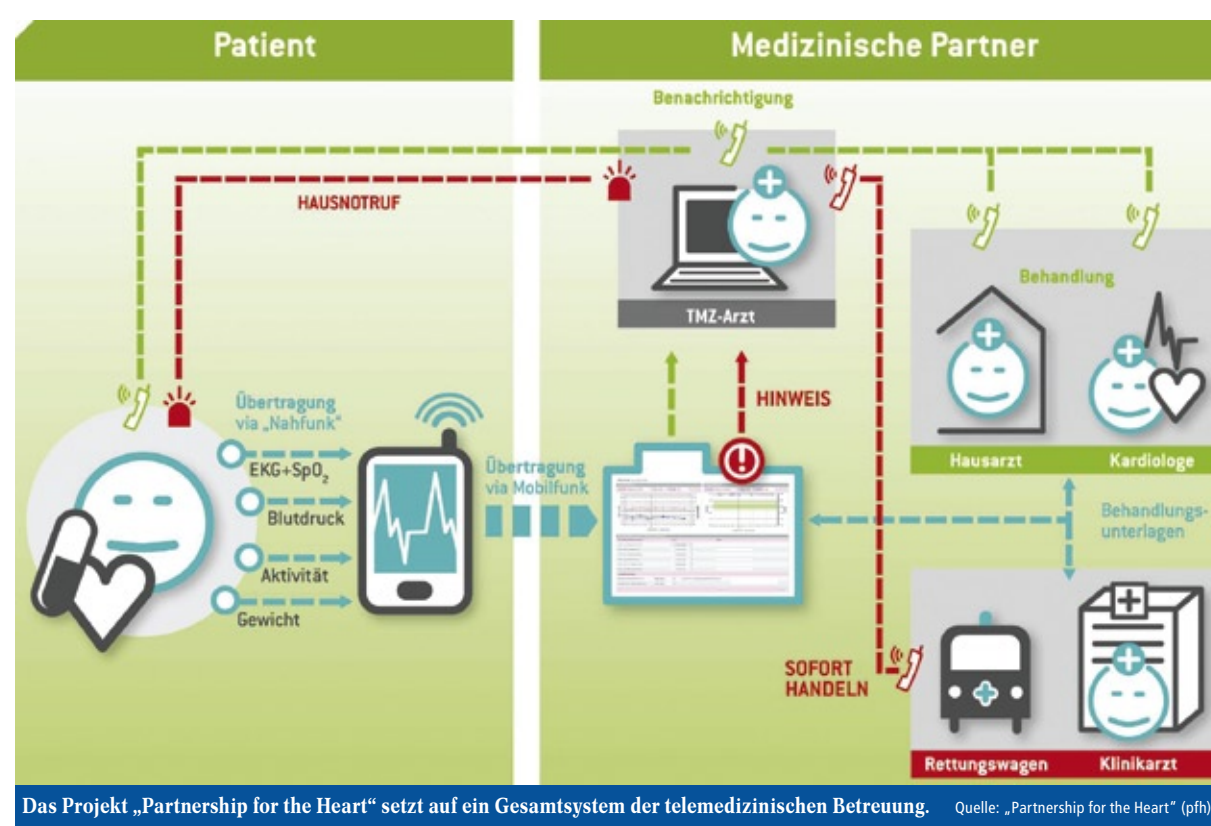 Patient
Medizinische Partner
Benachrichtigung
HAUSNOTRUF
TMZ-Arzt
Behandlung
Hausarzt
Kardiologe
HINWEIS
Übertragung
via „Nahfunk“
EKG+SpO₂
Blutdruck
Aktivität
Gewicht
Übertragung
via Mobilfunk
Behandlungs-
unterlagen
SOFORT
HANDELN
Rettungswagen
Klinikarzt
Das Projekt „Partnership for the Heart“ setzt auf ein Gesamtsystem der telemedizinischen Betreuung. Quelle: „Partnership for the Heart“ (pfh)